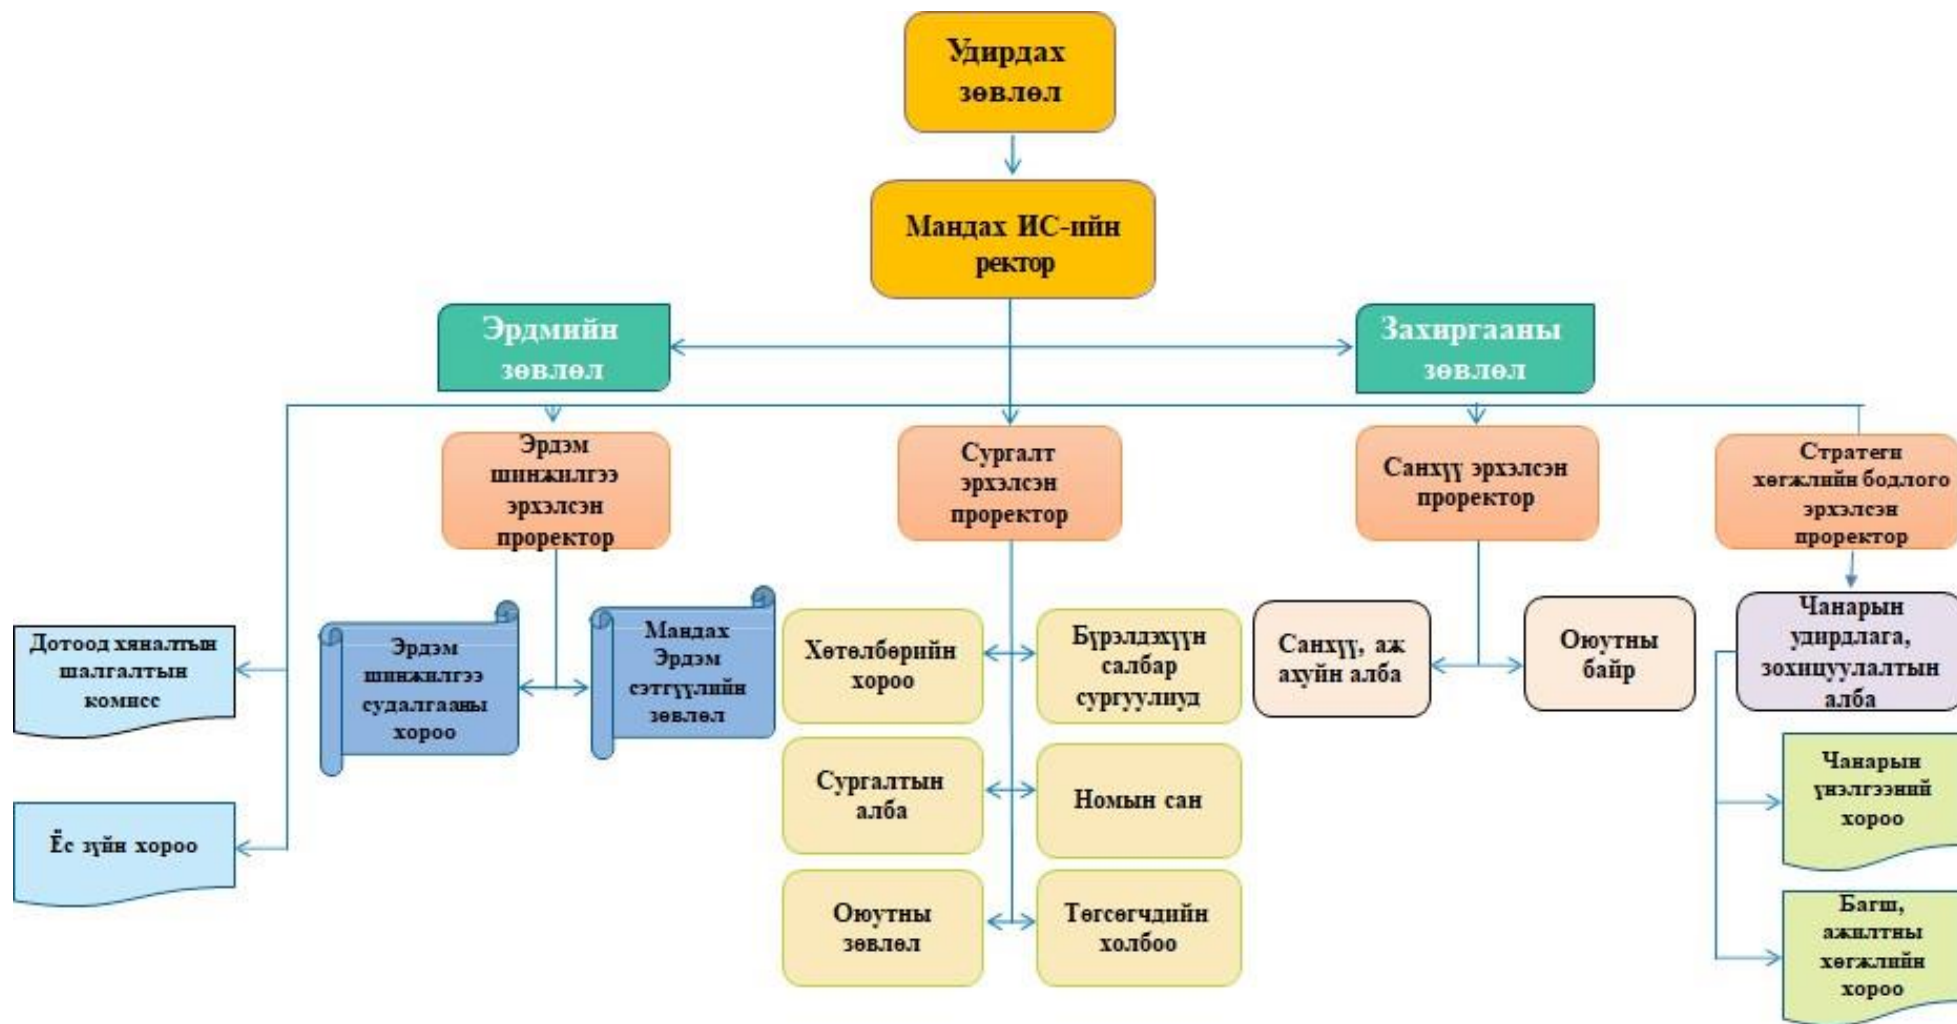 Удирдах
зөвлөл
Мандах ИС-ийн
ректор
Эрдмийн
зөвлөл
Захиргааны
зөвлөл
Эрдэм
шинжилгээ
эрхэлсэн
проректор
Сургалт
эрхэлсэн
проректор
Санхүү эрхэлсэн
проректор
Стратеги
хөгжлийн бодлого
эрхэлсэн
проректор
Дотоод хяналтын
шалгалтын
комисс
Ёс зүйн хороо
Эрдэм
шинжилгээ
судалгааны
хороо
Мандах
Эрдэм
сэтгүүлийн
зөвлөл
Хөтөлбөрийн
хороо
Бүрэлдэхүүн
салбар
сургуулиуд
Сургалтын
алба
Номын сан
Оюутны
зөвлөл
Төгсөгчдийн
холбоо
Санхүү, аж
ахуйн алба
Оюутны
байр
Чанарын
удирдлага,
зохицуулалтын
алба
Чанарын
үнэлгээний
хороо
Багш,
ажилтны
хөгжлийн
хороо